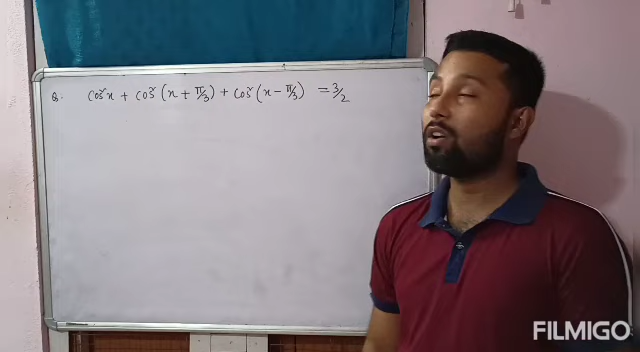 Q. cos²x + cos²(x + π/3) + cos²(x - π/3) = 3/2
FILMIGO